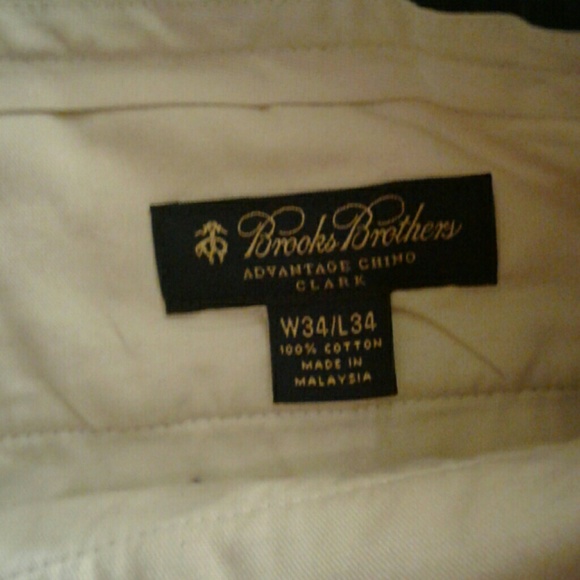 Brooks Brothers
ADVANTAGE CHINO
CLARK
W34/L34
100% COTTON
MADE IN
MALAYSIA